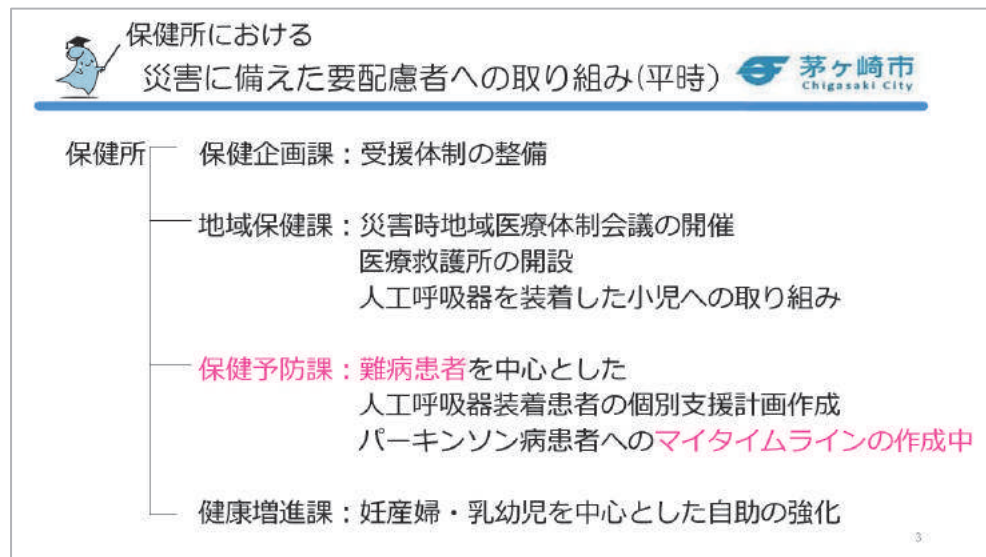 保健所における
災害に備えた要配慮者への取り組み(平時)
茅ヶ崎市
Chigasaki City
保健所
保健企画課：受援体制の整備
地域保健課：災害時地域医療体制会議の開催
医療救護所の開設
人工呼吸器を装着した小児への取り組み
保健予防課：難病患者を中心とした
人工呼吸器装着患者の個別支援計画作成
パーキンソン病患者へのマイタイムラインの作成中
健康増進課：妊産婦・乳幼児を中心とした自助の強化
3